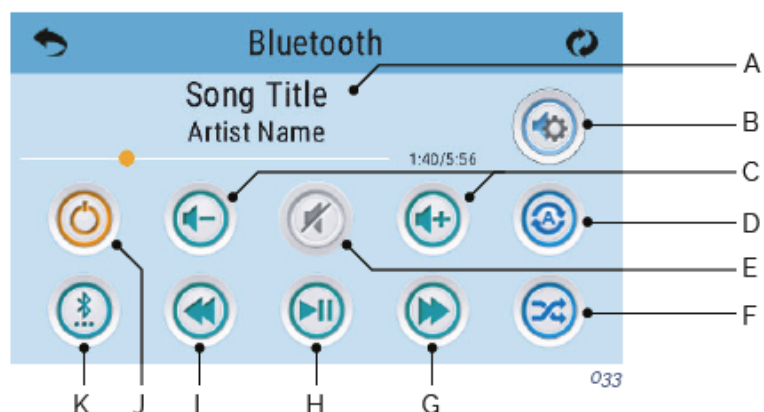 Bluetooth
A
Song Title
B
Artist Name
1:40/5:56
C
A
D
E
F
033
K
J
I
H
G